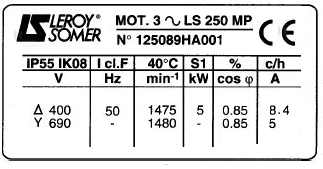 LEROY SOMER
MOT. 3 ∿ LS 250 MP
N° 125089HA001
CE
IP55 IK08 I cl.F 40°C S1 % c/h
V Hz min⁻¹ kW cos φ A
Δ 400 50 1475 5 0.85 8.4
Y 690 - 1480 - 0.85 5